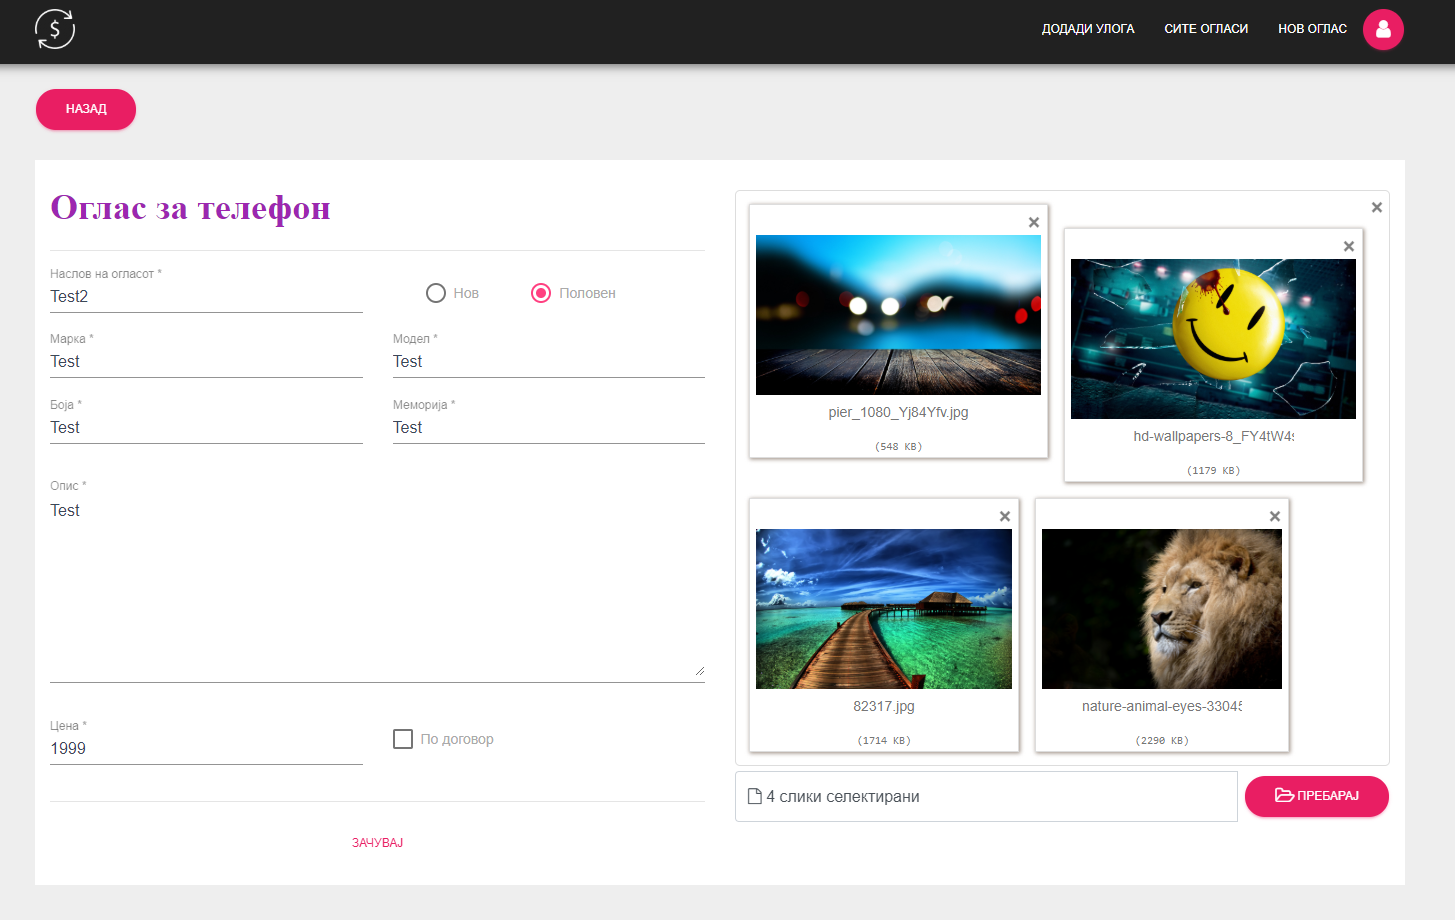 ДОДАДИ УЛОГА
СИТЕ ОГЛАСИ
НОВ ОГЛАС
НАЗАД
Оглас за телефон
Наслов на огласот *
Test2
Нов
Половен
Марка *
Test
Модел *
Test
Боја *
Test
Меморија *
Test
Опис *
Test
Цена *
1999
По договор
ЗАЧУВАЈ
pier_1080_Yj84Yfv.jpg
(548 KB)
hd-wallpapers-8_FY4tW4s
(1179 KB)
82317.jpg
(1714 KB)
nature-animal-eyes-33045
(2290 KB)
4 слики селектирани
ПРЕБАРАЈ